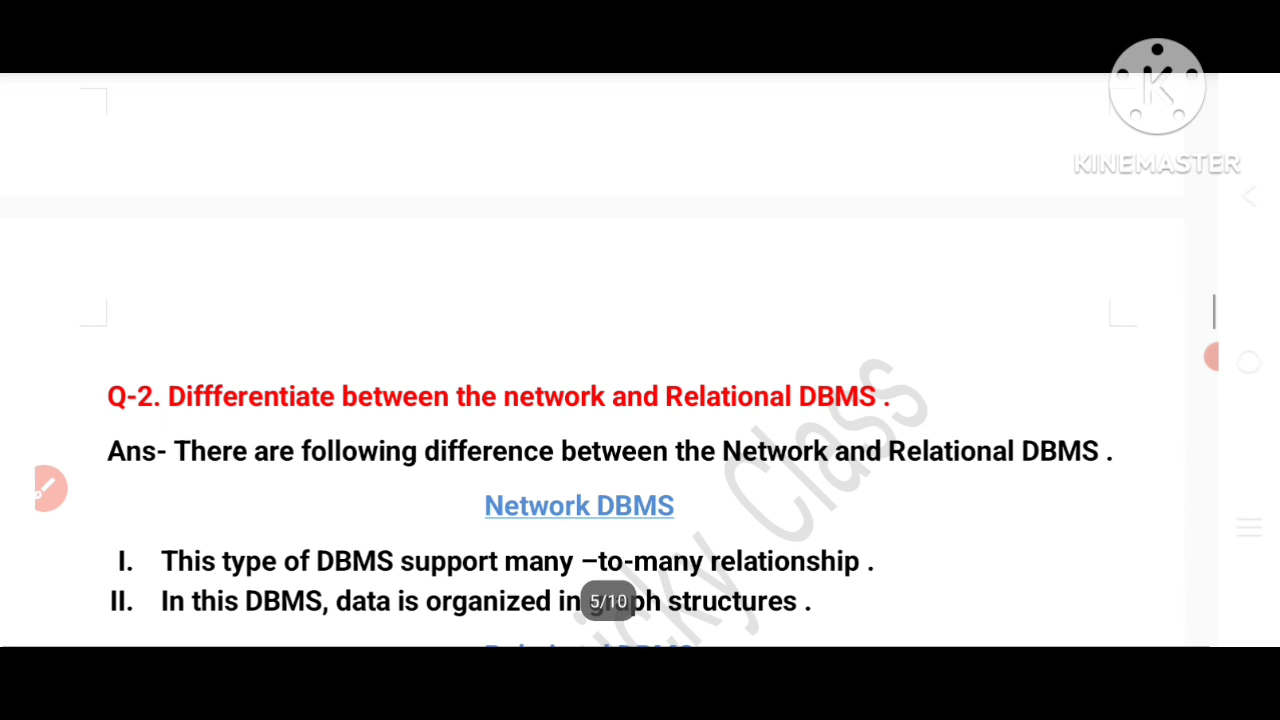 KINEMASTER
Q-2. Diffferentiate between the network and Relational DBMS .
Ans- There are following difference between the Network and Relational DBMS .
Network DBMS
I. This type of DBMS support many –to-many relationship .
II. In this DBMS, data is organized in graph structures .
5/10
Class